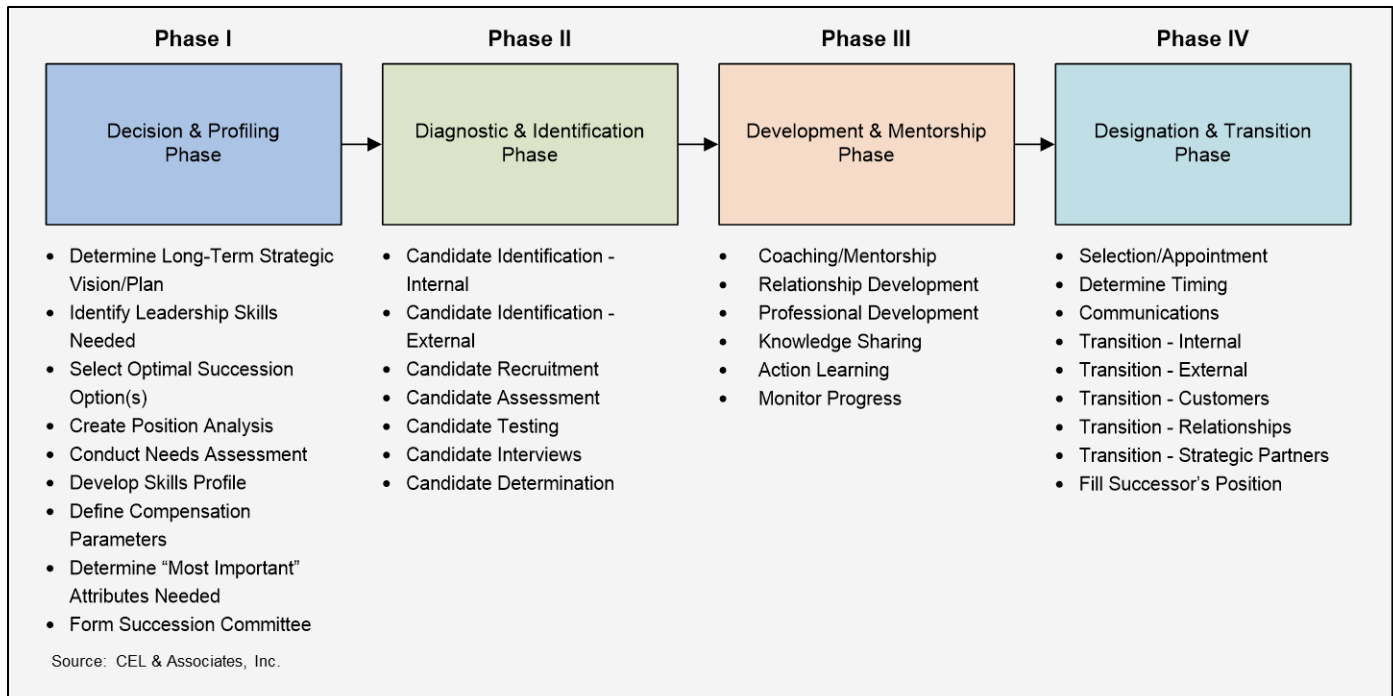 Phase I
Decision & Profiling
Phase
• Determine Long-Term Strategic
Vision/Plan
• Identify Leadership Skills
Needed
• Select Optimal Succession
Option(s)
• Create Position Analysis
• Conduct Needs Assessment
• Develop Skills Profile
• Define Compensation
Parameters
• Determine “Most Important”
Attributes Needed
• Form Succession Committee
Phase II
Diagnostic & Identification
Phase
• Candidate Identification -
Internal
• Candidate Identification -
External
• Candidate Recruitment
• Candidate Assessment
• Candidate Testing
• Candidate Interviews
• Candidate Determination
Phase III
Development & Mentorship
Phase
• Coaching/Mentorship
• Relationship Development
• Professional Development
• Knowledge Sharing
• Action Learning
• Monitor Progress
Phase IV
Designation & Transition
Phase
• Selection/Appointment
• Determine Timing
• Communications
• Transition - Internal
• Transition - External
• Transition - Customers
• Transition - Relationships
• Transition - Strategic Partners
• Fill Successor’s Position
Source: CEL & Associates, Inc.